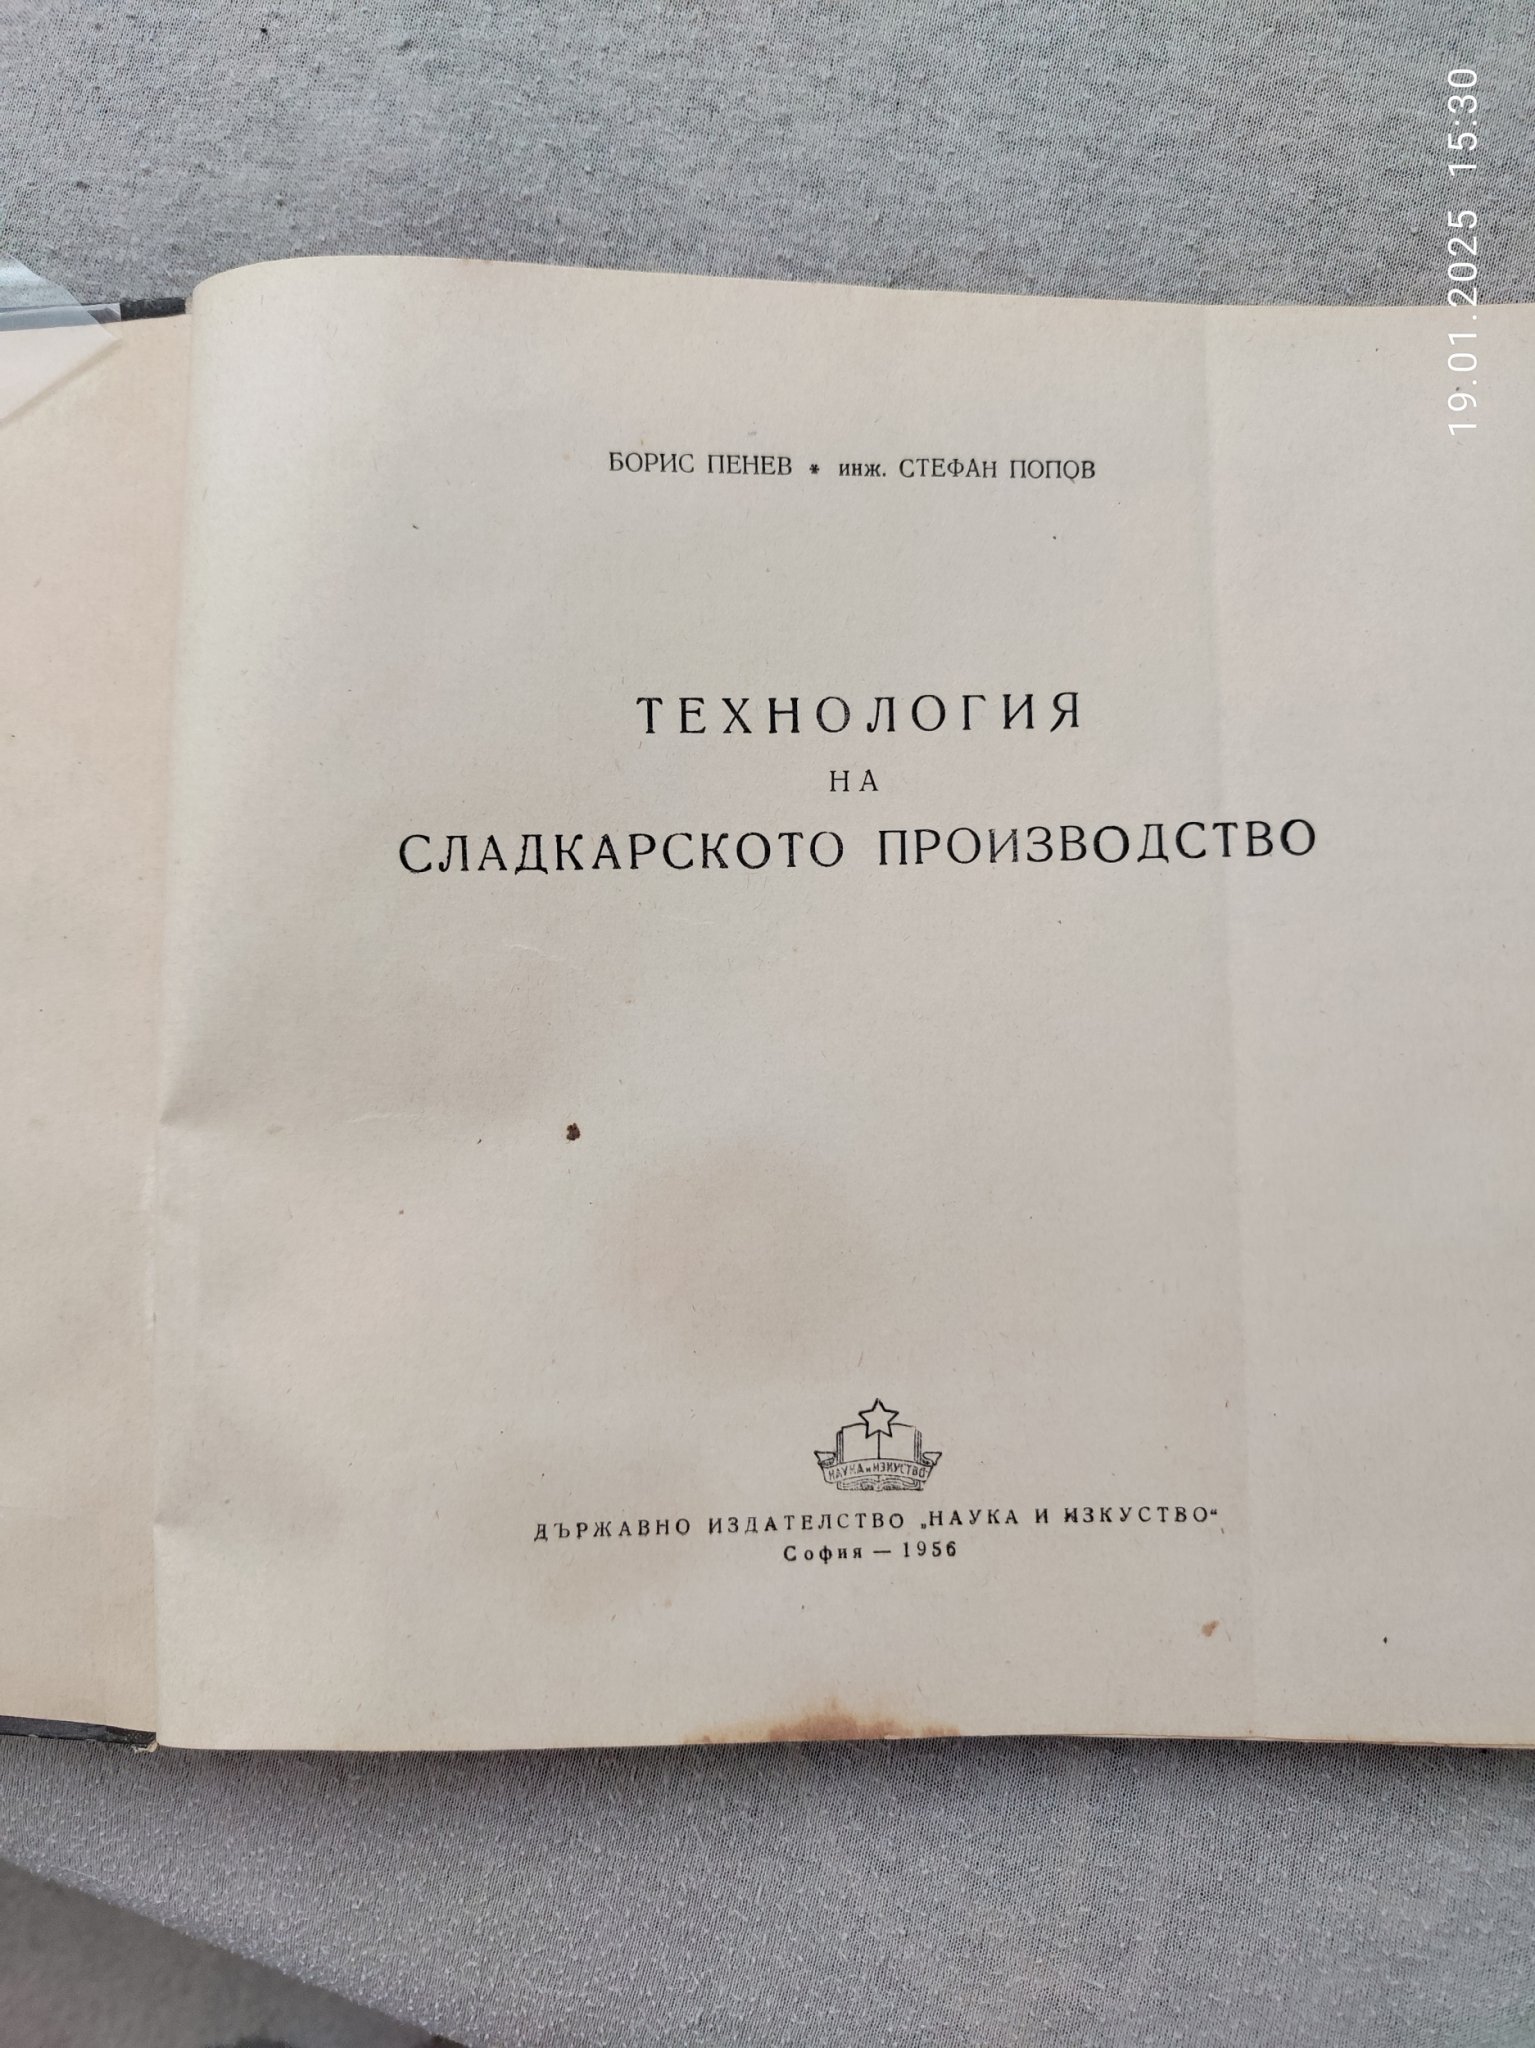 БОРИС ПЕНЕВ * инж. СТЕФАН ПОПОВ
ТЕХНОЛОГИЯ
НА
СЛАДКАРСКОТО ПРОИЗВОДСТВО
НАУКА и ИЗКУСТВО
ДЪРЖАВНО ИЗДАТЕЛСТВО „НАУКА И ИЗКУСТВО“
София — 1956
19.01.2025 15:30